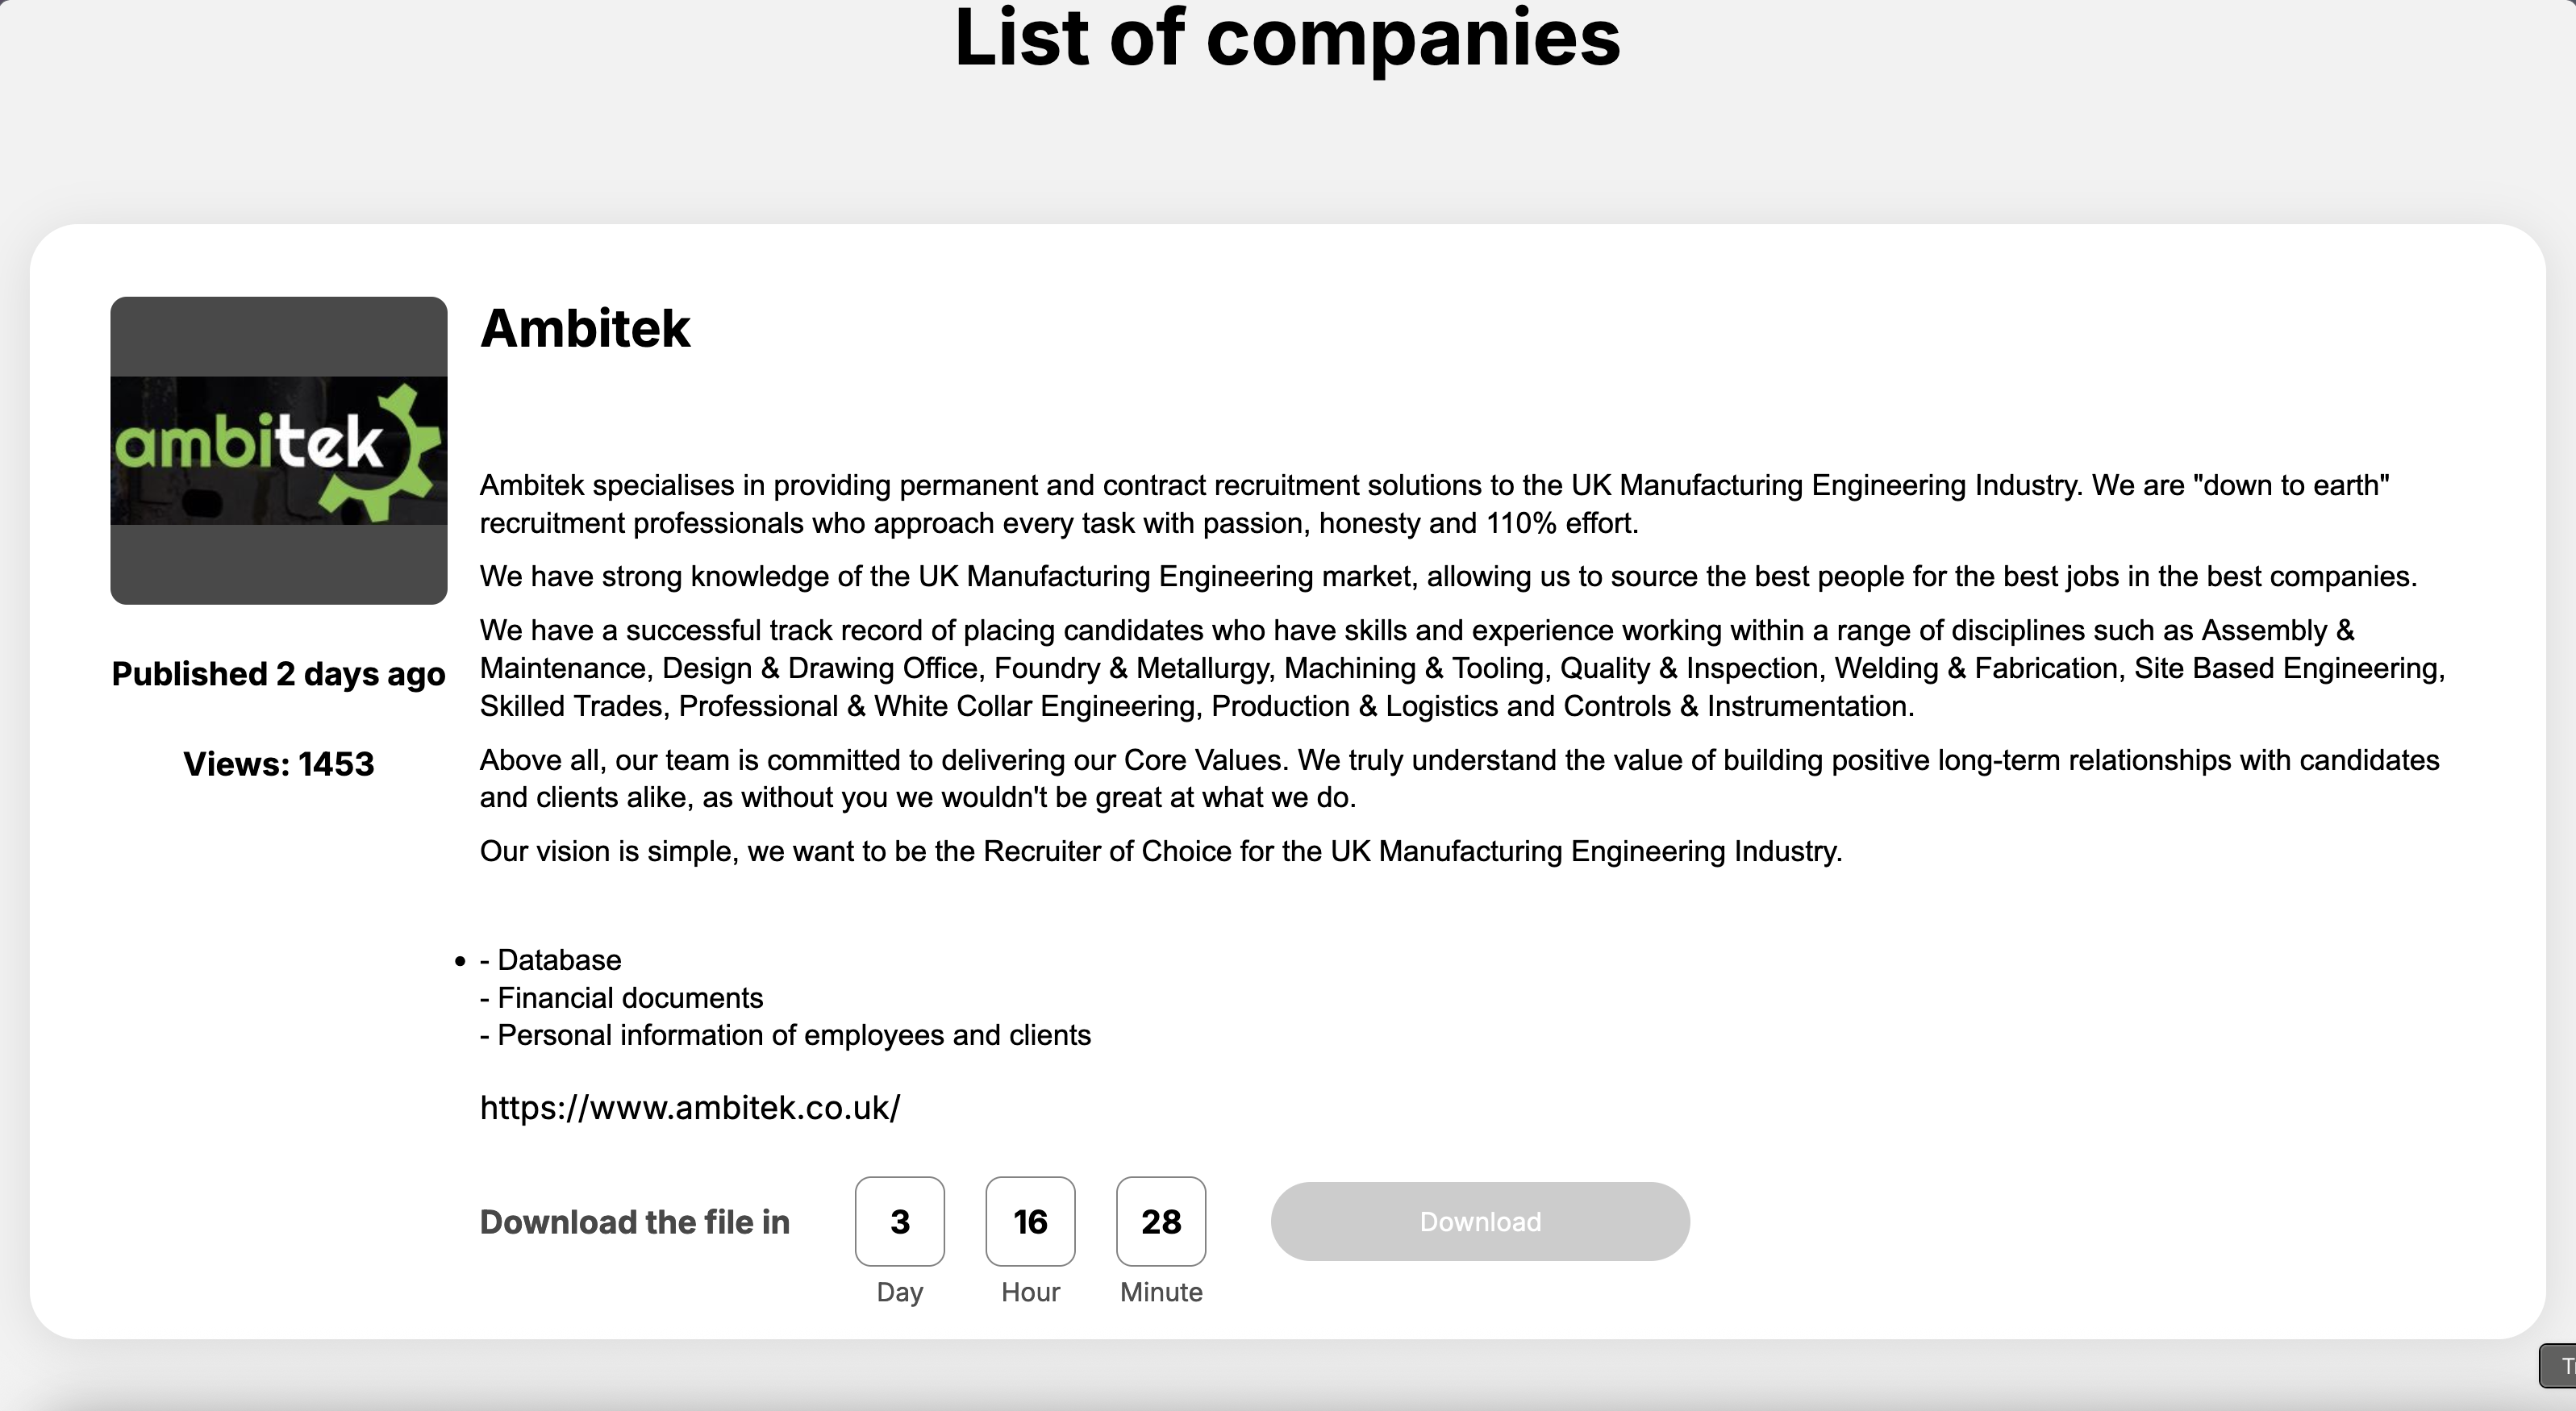 List of companies
ambitek
Ambitek
Published 2 days ago
Views: 1453
Ambitek specialises in providing permanent and contract recruitment solutions to the UK Manufacturing Engineering Industry. We are "down to earth"
recruitment professionals who approach every task with passion, honesty and 110% effort.
We have strong knowledge of the UK Manufacturing Engineering market, allowing us to source the best people for the best jobs in the best companies.
We have a successful track record of placing candidates who have skills and experience working within a range of disciplines such as Assembly &
Maintenance, Design & Drawing Office, Foundry & Metallurgy, Machining & Tooling, Quality & Inspection, Welding & Fabrication, Site Based Engineering,
Skilled Trades, Professional & White Collar Engineering, Production & Logistics and Controls & Instrumentation.
Above all, our team is committed to delivering our Core Values. We truly understand the value of building positive long-term relationships with candidates
and clients alike, as without you we wouldn't be great at what we do.
Our vision is simple, we want to be the Recruiter of Choice for the UK Manufacturing Engineering Industry.
• - Database
- Financial documents
- Personal information of employees and clients
https://www.ambitek.co.uk/
Download the file in 3 16 28 Download
Day Hour Minute